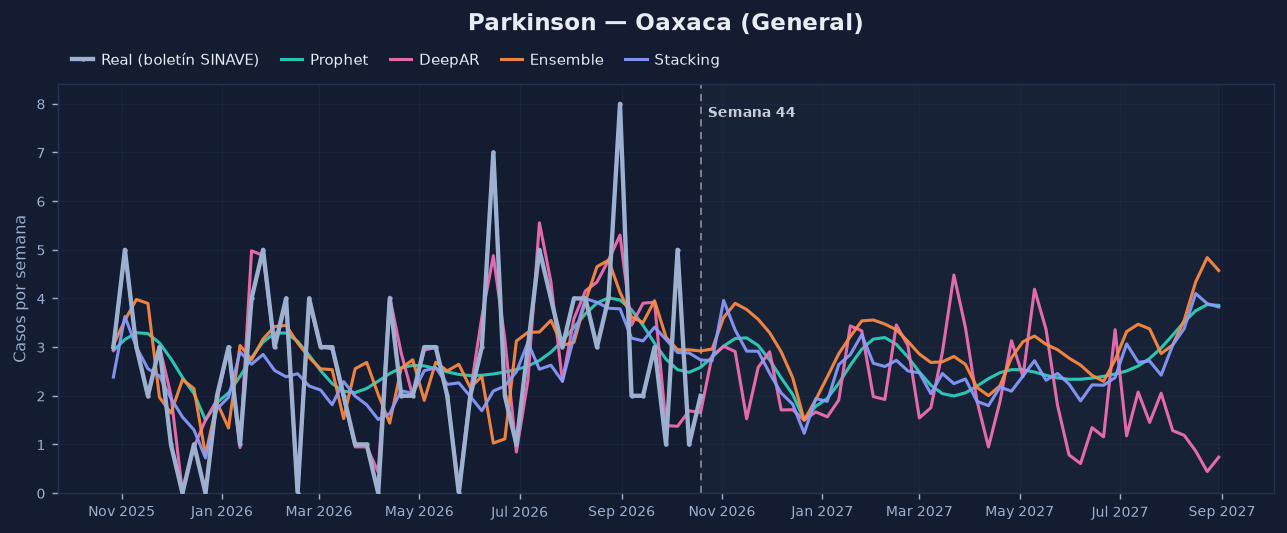 Parkinson — Oaxaca (General)
Real (boletín SINAVE) Prophet DeepAR Ensemble Stacking
Casos por semana
8
7
6
5
4
3
2
1
0
Semana 44
Nov 2025 Jan 2026 Mar 2026 May 2026 Jul 2026 Sep 2026 Nov 2026 Jan 2027 Mar 2027 May 2027 Jul 2027 Sep 2027